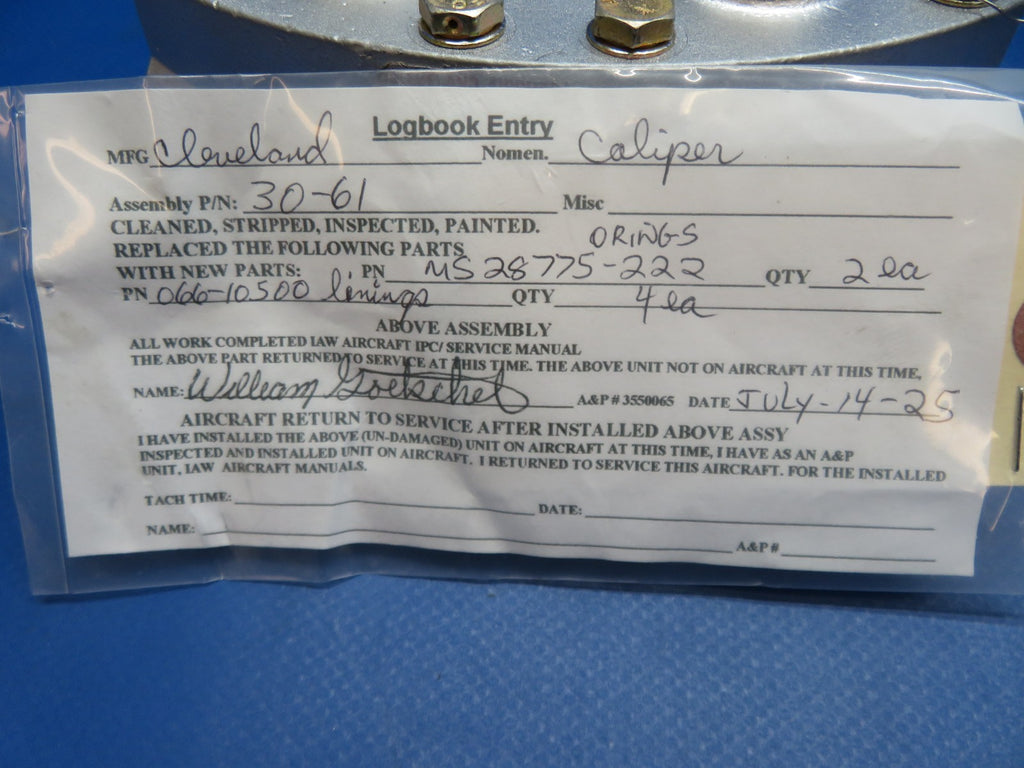 Logbook Entry
MFG Cleveland Nomen. Caliper
Assembly P/N: 30-61 Misc
CLEANED, STRIPPED, INSPECTED, PAINTED.
REPLACED THE FOLLOWING PARTS ORINGS
WITH NEW PARTS: PN MS28775-222 QTY 2 ea
PN 066-10500 linings QTY 4 ea
ABOVE ASSEMBLY
ALL WORK COMPLETED IAW AIRCRAFT IPC/ SERVICE MANUAL
THE ABOVE PART RETURNED TO SERVICE AT THIS TIME. THE ABOVE UNIT NOT ON AIRCRAFT AT THIS TIME,
NAME: William A&P # 3550065 DATE JULY-14-25
AIRCRAFT RETURN TO SERVICE AFTER INSTALLED ABOVE ASSY
I HAVE INSTALLED THE ABOVE (UN-DAMAGED) UNIT ON AIRCRAFT AT THIS TIME, I HAVE AS AN A&P
INSPECTED AND INSTALLED UNIT ON AIRCRAFT. I RETURNED TO SERVICE THIS AIRCRAFT. FOR THE INSTALLED
UNIT, IAW AIRCRAFT MANUALS.
TACH TIME: DATE:
NAME: A&P #